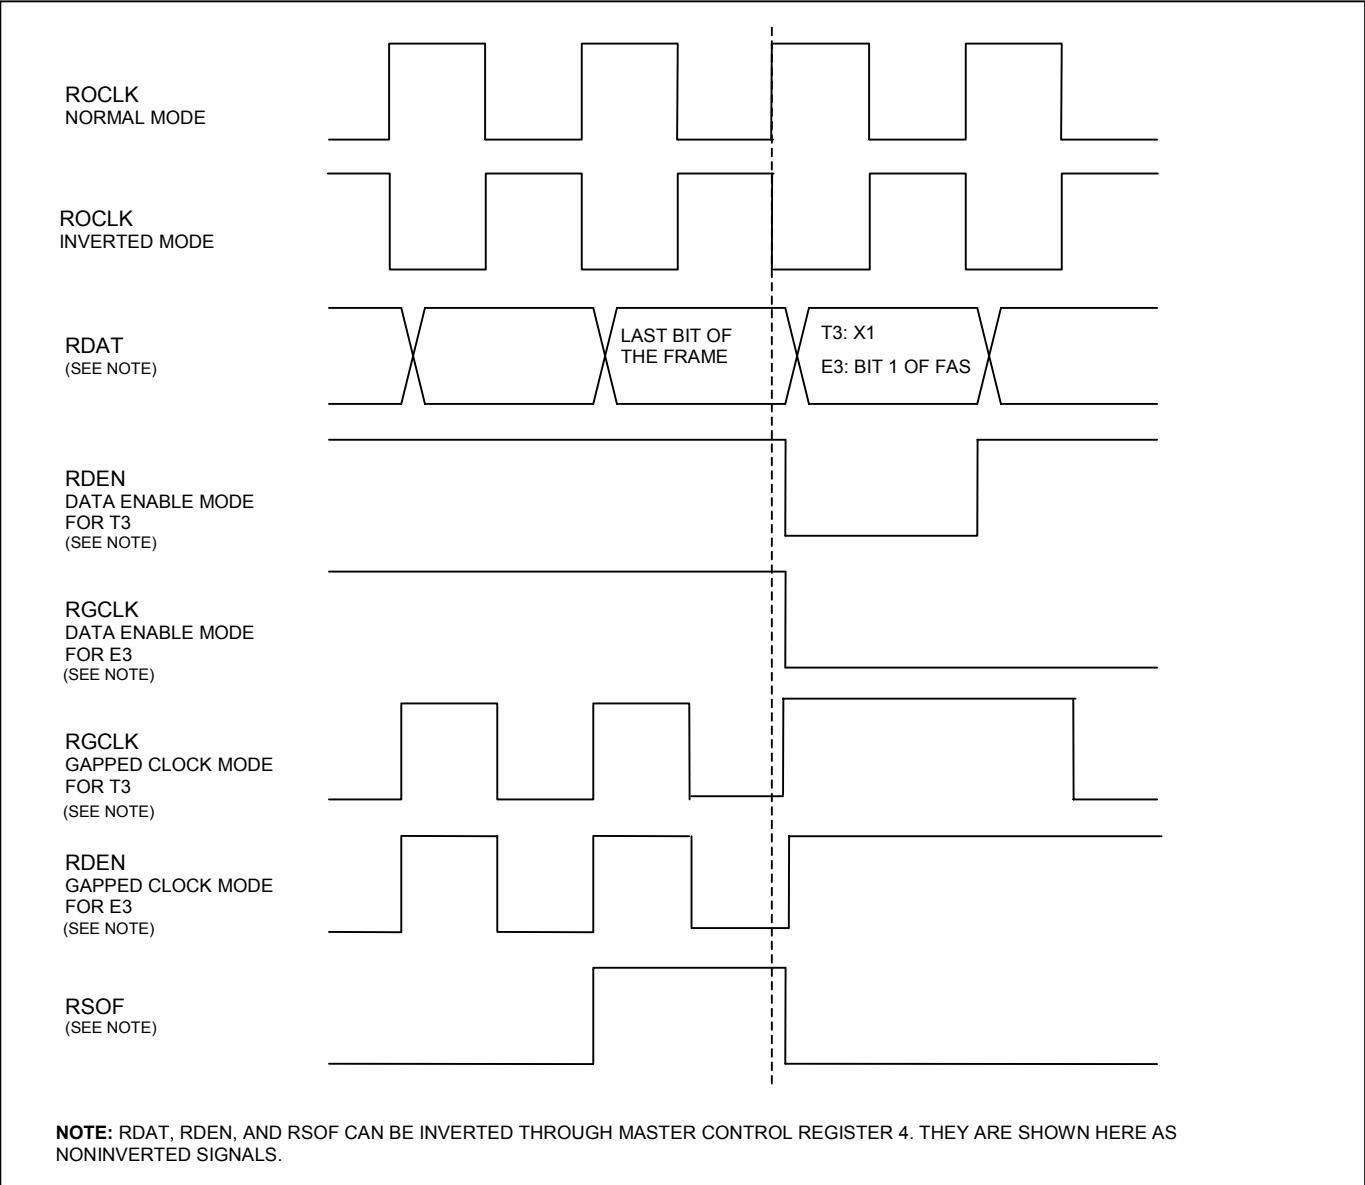 ROCLK
NORMAL MODE
ROCLK
INVERTED MODE
RDAT
(SEE NOTE)
LAST BIT OF
THE FRAME
T3: X1
E3: BIT 1 OF FAS
RDEN
DATA ENABLE MODE
FOR T3
(SEE NOTE)
RGCLK
DATA ENABLE MODE
FOR E3
(SEE NOTE)
RGCLK
GAPPED CLOCK MODE
FOR T3
(SEE NOTE)
RDEN
GAPPED CLOCK MODE
FOR E3
(SEE NOTE)
RSOF
(SEE NOTE)
NOTE: RDAT, RDEN, AND RSOF CAN BE INVERTED THROUGH MASTER CONTROL REGISTER 4. THEY ARE SHOWN HERE AS
NONINVERTED SIGNALS.